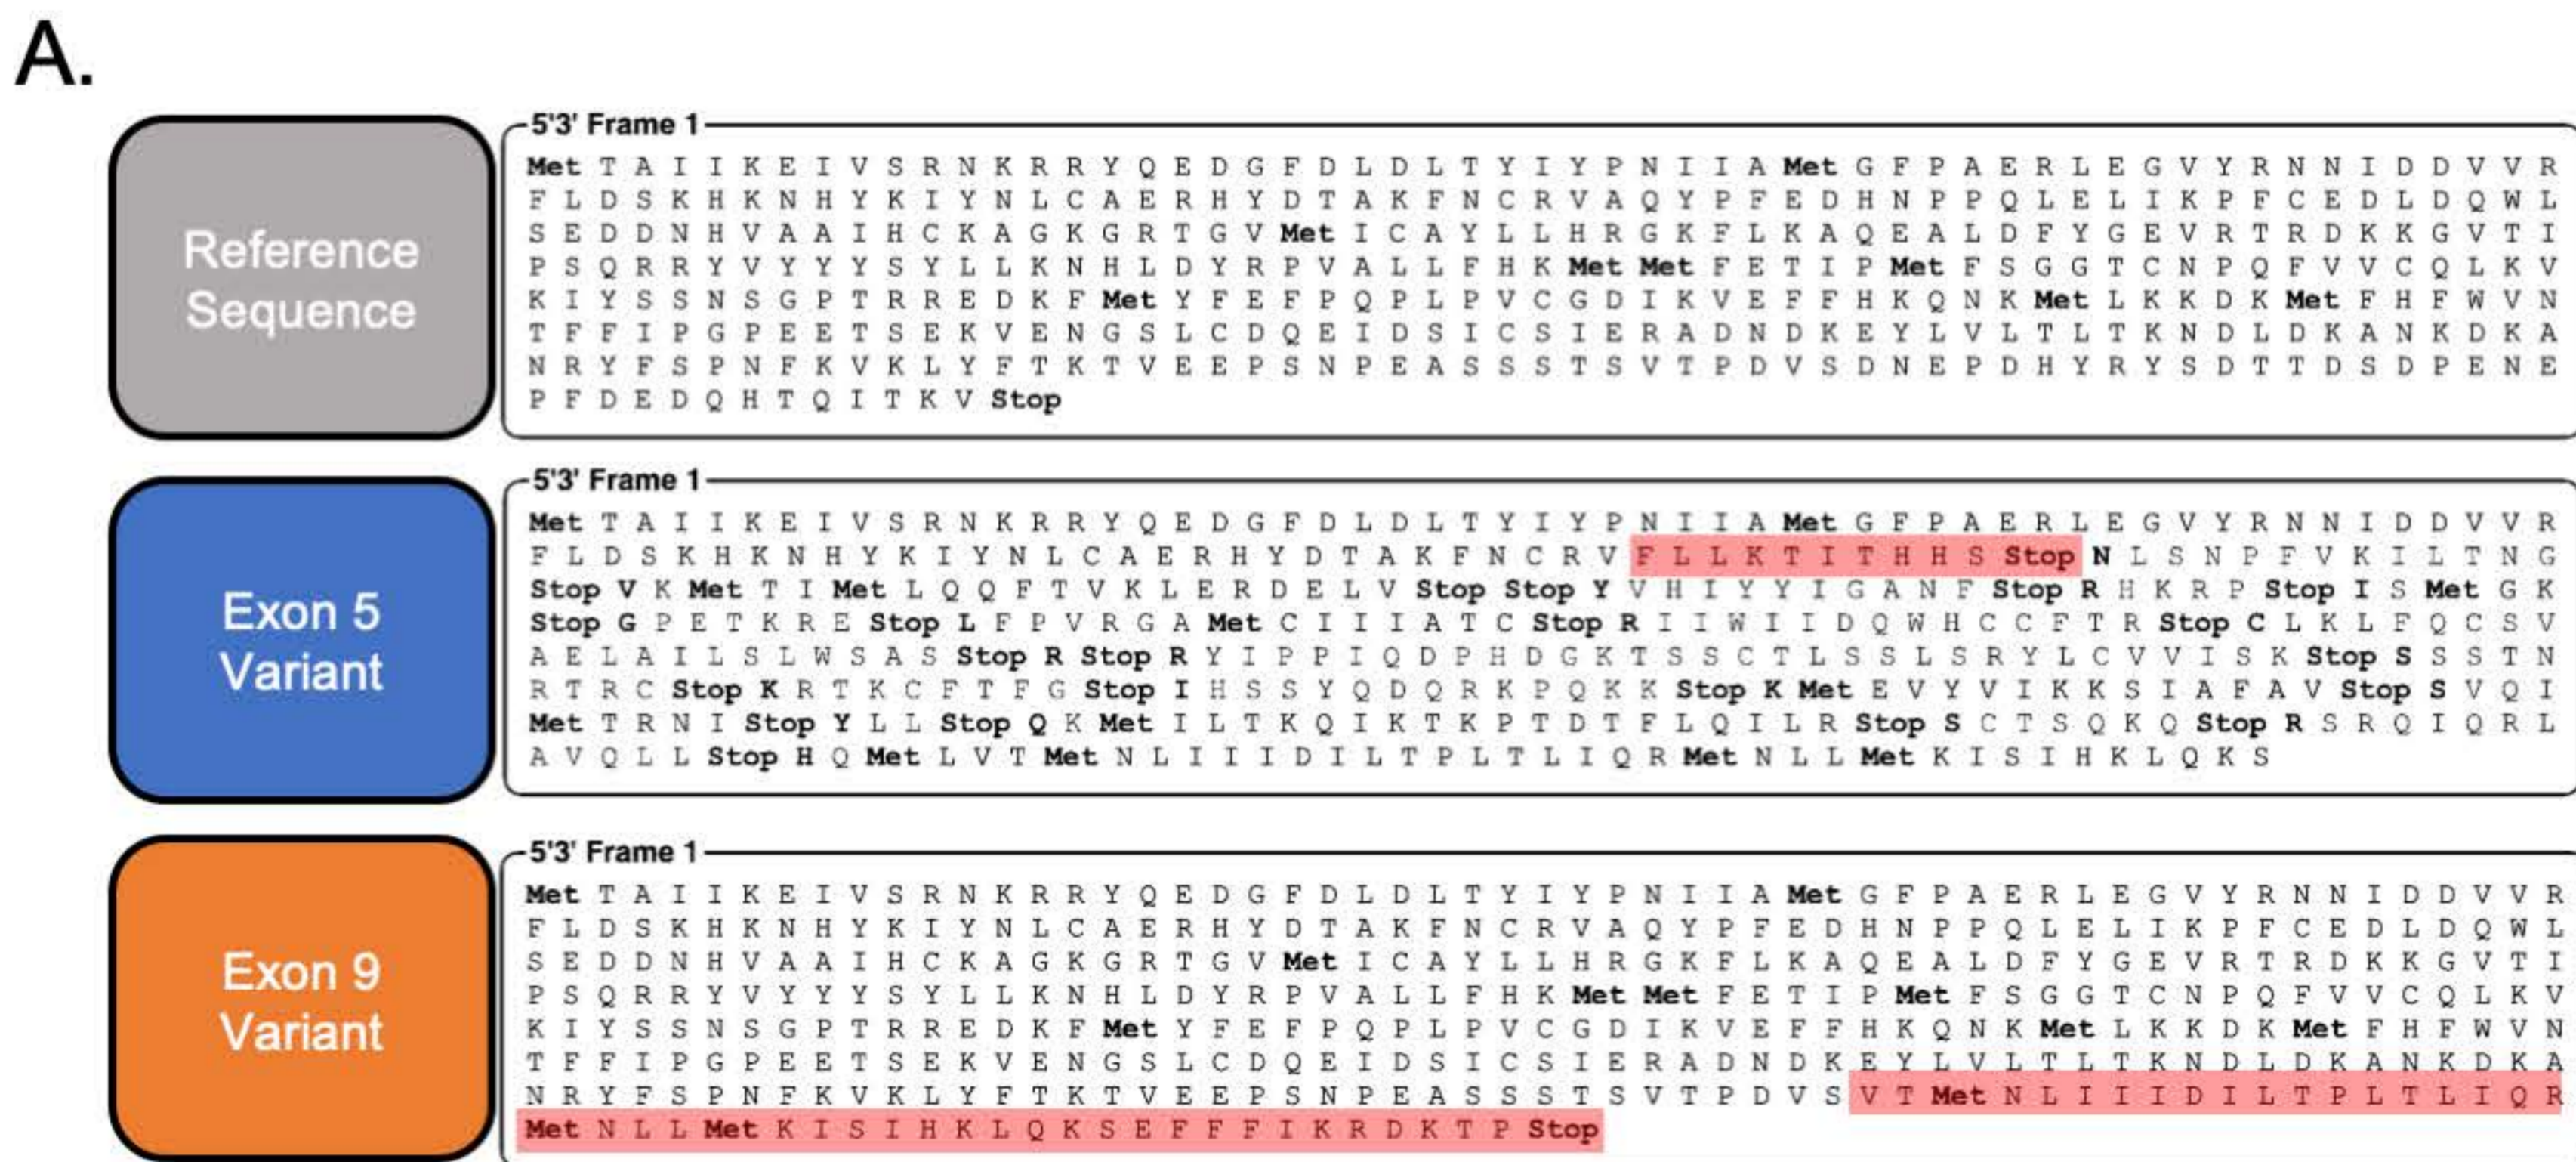 A.
Reference
Sequence
5'3' Frame 1
Met T A I I K E I V S R N K R R Y Q E D G F D L D L T Y I Y P N I I A Met G F P A E R L E G V Y R N N I D D V V R
F L D S K H K N H Y K I Y N L C A E R H Y D T A K F N C R V A Q Y P F E D H N P P Q L E L I K P F C E D L D Q W L
S E D D N H V A A I H C K A G K G R T G V Met I C A Y L L H R G K F L K A Q E A L D F Y G E V R T R D K K G V T I
P S Q R R Y V Y Y Y S Y L L K N H L D Y R P V A L L F H K Met Met F E T I P Met F S G G T C N P Q F V V C Q L K V
K I Y S S N S G P T R R E D K F Met Y F E F P Q P L P V C G D I K V E F F H K Q N K Met L K K D K Met F H F W V N
T F F I P G P E E T S E K V E N G S L C D Q E I D S I C S I E R A D N D K E Y L V L T L T K N D L D K A N K D K A
N R Y F S P N F K V K L Y F T K T V E E P S N P E A S S S T S V T P D V S D N E P D H Y R Y S D T T D S D P E N E
P F D E D Q H T Q I T K V Stop
Exon 5
Variant
5'3' Frame 1
Met T A I I K E I V S R N K R R Y Q E D G F D L D L T Y I Y P N I I A Met G F P A E R L E G V Y R N N I D D V V R
F L D S K H K N H Y K I Y N L C A E R H Y D T A K F N C R V F L L K T I T H H S Stop N L S N P F V K I L T N G
Stop V K Met T I Met L Q Q F T V K L E R D E L V Stop Stop Y V H I Y Y I G A N F Stop R H K R P Stop I S Met G K
Stop G P E T K R E Stop L F P V R G A Met C I I I A T C Stop R I I W I I D Q W H C C F T R Stop C L K L F Q C S V
A E L A I L S L W S A S Stop R Stop R Y I P P I Q D P H D G K T S S C T L S S L S R Y L C V V I S K Stop S S S T N
R T R C Stop K R T K C F T F G Stop I H S S Y Q D Q R K P Q K K Stop K Met E V Y V I K K S I A F A V Stop S V Q I
Met T R N I Stop Y L L Stop Q K Met I L T K Q I K T K P T D T F L Q I L R Stop S C T S Q K Q Stop R S R Q I Q R L
A V Q L L Stop H Q Met L V T Met N L I I I D I L T P L T L I Q R Met N L L Met K I S I H K L Q K S
Exon 9
Variant
5'3' Frame 1
Met T A I I K E I V S R N K R R Y Q E D G F D L D L T Y I Y P N I I A Met G F P A E R L E G V Y R N N I D D V V R
F L D S K H K N H Y K I Y N L C A E R H Y D T A K F N C R V A Q Y P F E D H N P P Q L E L I K P F C E D L D Q W L
S E D D N H V A A I H C K A G K G R T G V Met I C A Y L L H R G K F L K A Q E A L D F Y G E V R T R D K K G V T I
P S Q R R Y V Y Y Y S Y L L K N H L D Y R P V A L L F H K Met Met F E T I P Met F S G G T C N P Q F V V C Q L K V
K I Y S S N S G P T R R E D K F Met Y F E F P Q P L P V C G D I K V E F F H K Q N K Met L K K D K Met F H F W V N
T F F I P G P E E T S E K V E N G S L C D Q E I D S I C S I E R A D N D K E Y L V L T L T K N D L D K A N K D K A
N R Y F S P N F K V K L Y F T K T V E E P S N P E A S S S T S V T P D V S V T Met N L I I I D I L T P L T L I Q R
Met N L L Met K I S I H K L Q K S E F F F I K R D K T P Stop